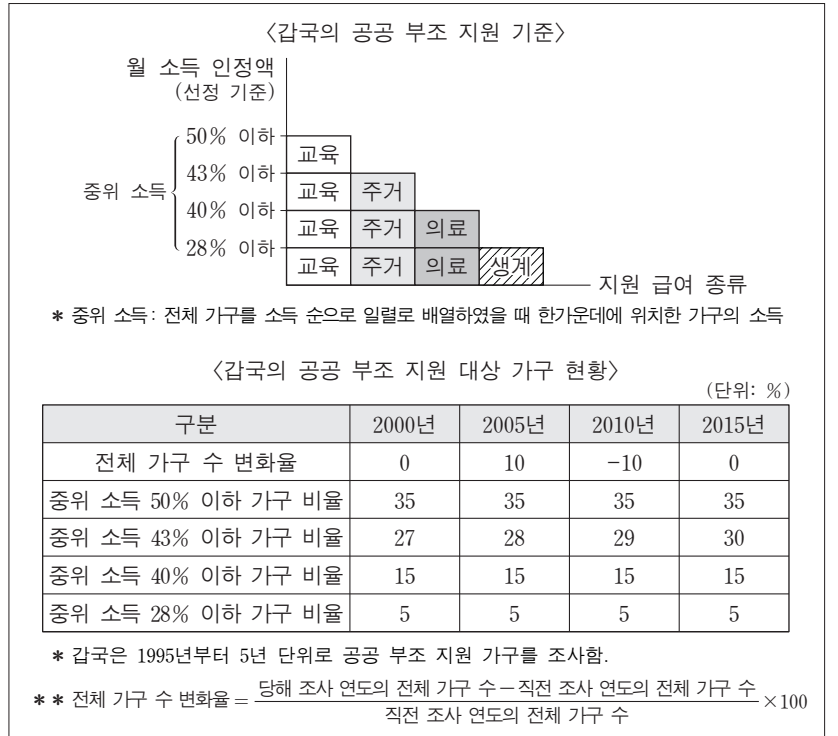 〈갑국의 공공 부조 지원 기준〉
월 소득 인정액
(선정 기준)
중위 소득
50% 이하
교육
43% 이하
교육 주거
40% 이하
교육 주거 의료
28% 이하
교육 주거 의료 생계
지원 급여 종류
* 중위 소득: 전체 가구를 소득 순으로 일렬로 배열하였을 때 한가운데에 위치한 가구의 소득
〈갑국의 공공 부조 지원 대상 가구 현황〉
(단위: %)
구분 2000년 2005년 2010년 2015년
전체 가구 수 변화율 0 10 -10 0
중위 소득 50% 이하 가구 비율 35 35 35 35
중위 소득 43% 이하 가구 비율 27 28 29 30
중위 소득 40% 이하 가구 비율 15 15 15 15
중위 소득 28% 이하 가구 비율 5 5 5 5
* 갑국은 1995년부터 5년 단위로 공공 부조 지원 가구를 조사함.
** 전체 가구 수 변화율 = 당해 조사 연도의 전체 가구 수 - 직전 조사 연도의 전체 가구 수 / 직전 조사 연도의 전체 가구 수 ×100